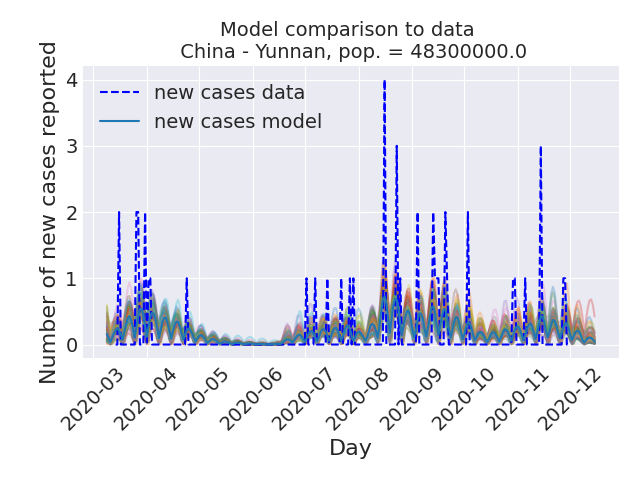 Model comparison to data
China - Yunnan, pop. = 48300000.0
Number of new cases reported
4
3
2
1
0
new cases data
new cases model
2020-03
2020-04
2020-05
2020-06
2020-07
2020-08
2020-09
2020-10
2020-11
2020-12
Day